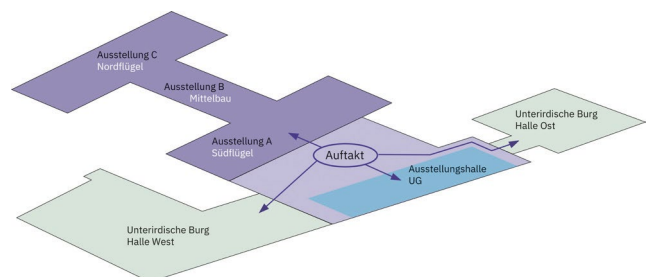 Ausstellung C
Nordflügel
Ausstellung B
Mittelbau
Ausstellung A
Südflügel
Auftakt
Unterirdische Burg
Halle Ost
Ausstellungshalle
UG
Unterirdische Burg
Halle West